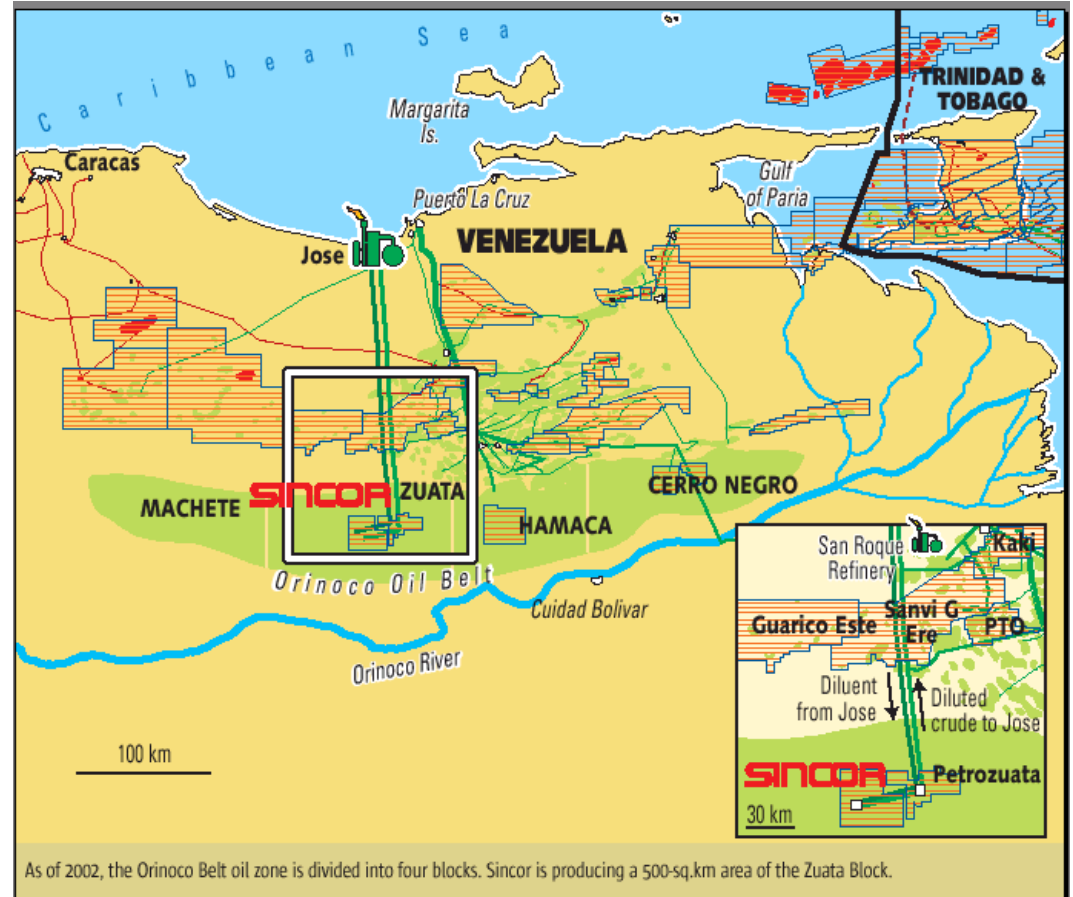 Caribbean Sea
Margarita
Is.
TRINIDAD &
TOBAGO
Caracas
Gulf
of Paria
Puerto La Cruz
VENEZUELA
Jose
SINCOR
ZUATA
MACHETE
CERRO NEGRO
HAMACA
Orinoco Oil Belt
Cuidad Bolivar
Orinoco River
100 km
San Roque
Refinery
Kaki
Guarico Este
Sanvi G
Ere
PTO
Diluent
from Jose
Diluted
crude to Jose
SINCOR
Petrozuata
30 km
As of 2002, the Orinoco Belt oil zone is divided into four blocks. Sincor is producing a 500-sq.km area of the Zuata Block.